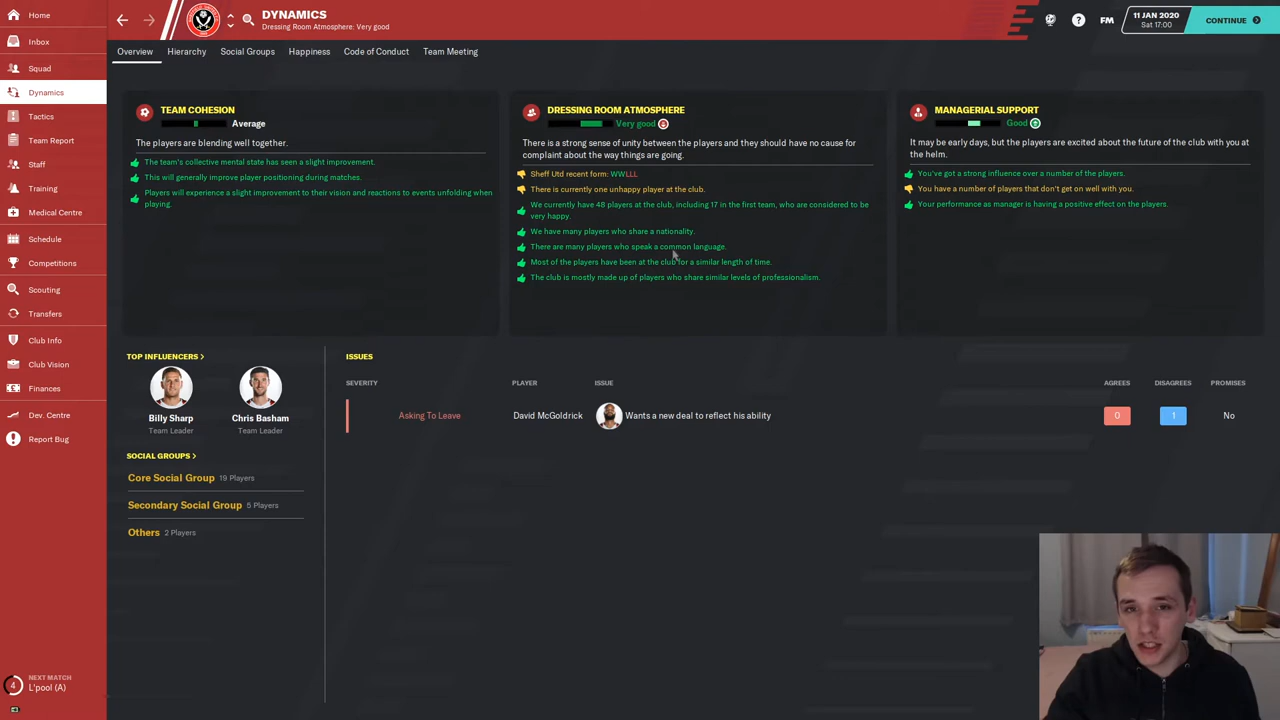 Home
Inbox
Squad
Dynamics
Tactics
Team Report
Staff
Training
Medical Centre
Schedule
Competitions
Scouting
Transfers
Club Info
Club Vision
Finances
Dev. Centre
Report Bug
4
NEXT MATCH
L'pool (A)
DYNAMICS
Dressing Room Atmosphere: Very good
?
FM
11 JAN 2020
Sat 17:00
CONTINUE
Overview
Hierarchy
Social Groups
Happiness
Code of Conduct
Team Meeting
TEAM COHESION
Average
The players are blending well together.
The team's collective mental state has seen a slight improvement.
This will generally improve player positioning during matches.
Players will experience a slight improvement to their vision and reactions to events unfolding when
playing.
DRESSING ROOM ATMOSPHERE
Very good
There is a strong sense of unity between the players and they should have no cause for
complaint about the way things are going.
Sheff Utd recent form: WWLLL
There is currently one unhappy player at the club.
We currently have 48 players at the club, including 17 in the first team, who are considered to be
very happy.
We have many players who share a nationality.
There are many players who speak a common language.
Most of the players have been at the club for a similar length of time.
The club is mostly made up of players who share similar levels of professionalism.
MANAGERIAL SUPPORT
Good
It may be early days, but the players are excited about the future of the club with you at
the helm.
You've got a strong influence over a number of the players.
You have a number of players that don't get on well with you.
Your performance as manager is having a positive effect on the players.
TOP INFLUENCERS >
Billy Sharp
Team Leader
Chris Basham
Team Leader
SOCIAL GROUPS >
Core Social Group 19 Players
Secondary Social Group 5 Players
Others 2 Players
ISSUES
SEVERITY PLAYER ISSUE AGREES DISAGREES PROMISES
Asking To Leave David McGoldrick Wants a new deal to reflect his ability 0 1 No